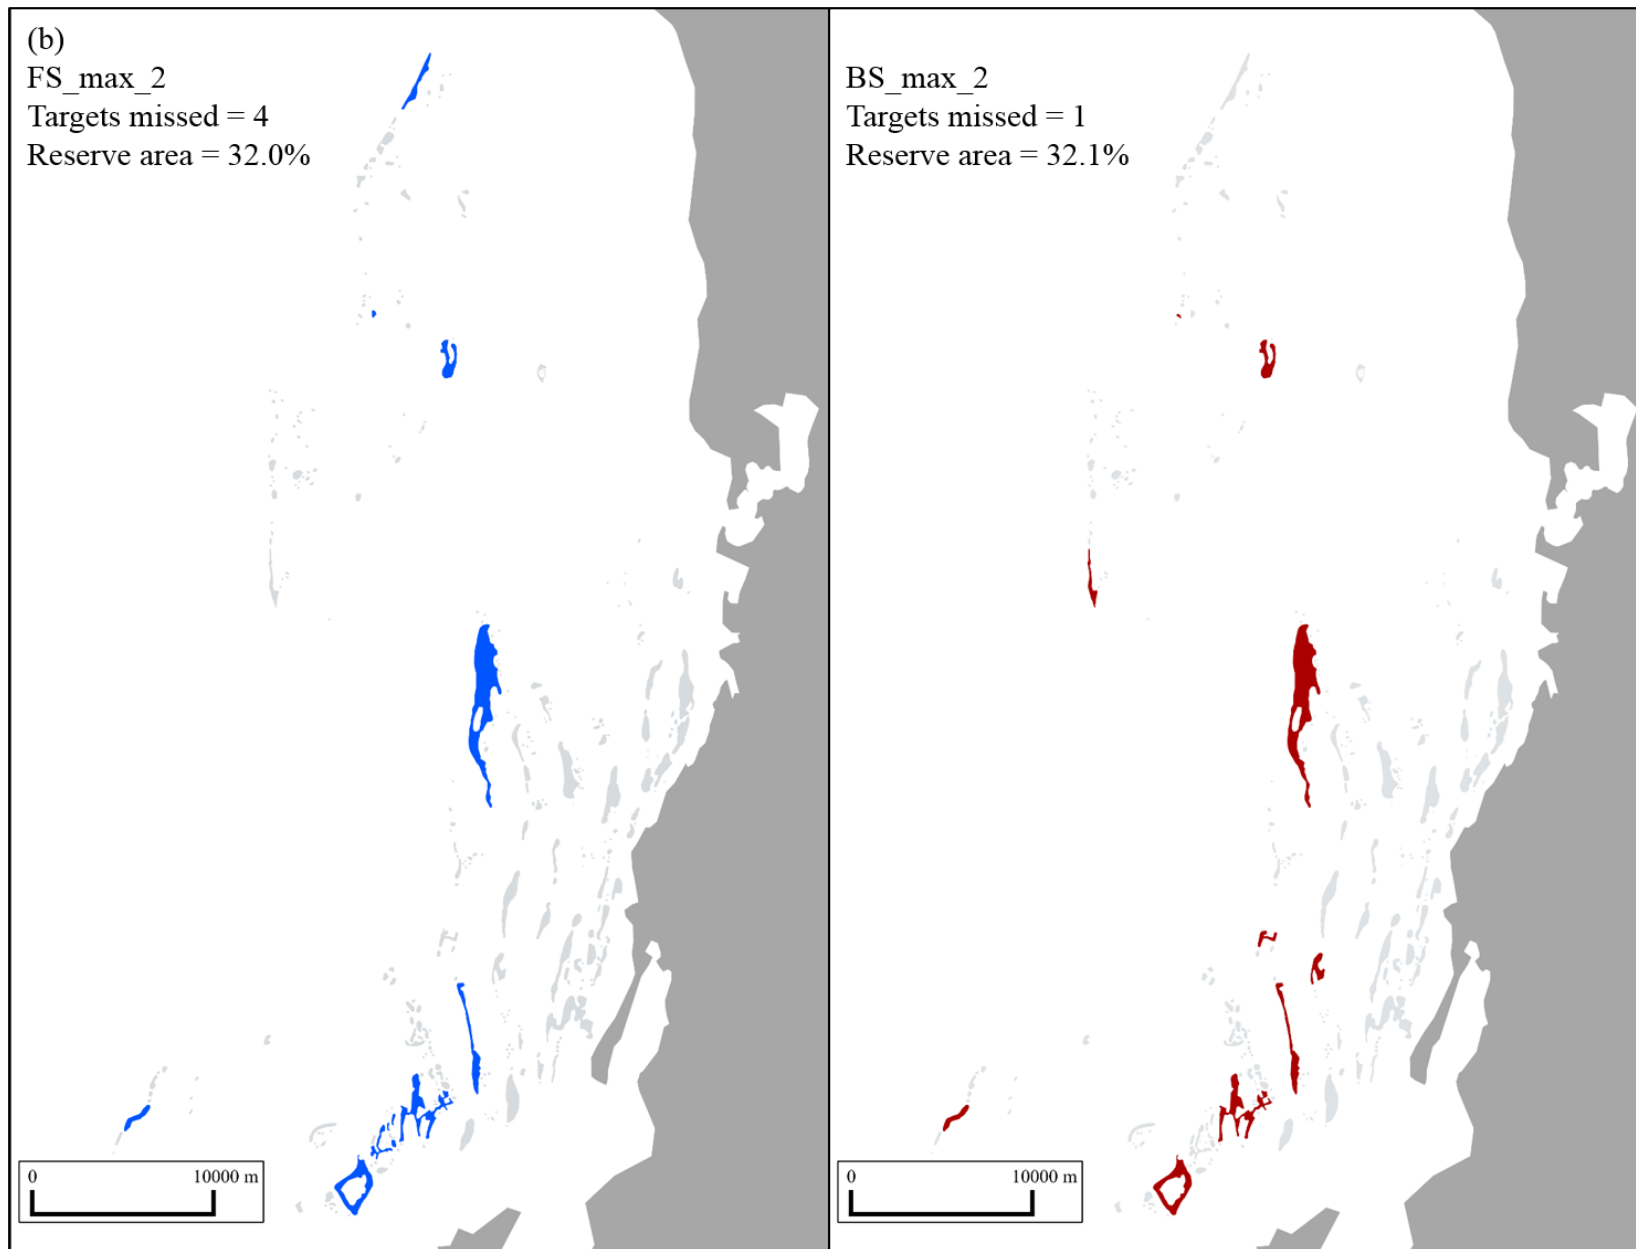 (b)
FS_max_2
Targets missed = 4
Reserve area = 32.0%
BS_max_2
Targets missed = 1
Reserve area = 32.1%
0 10000 m
0 10000 m